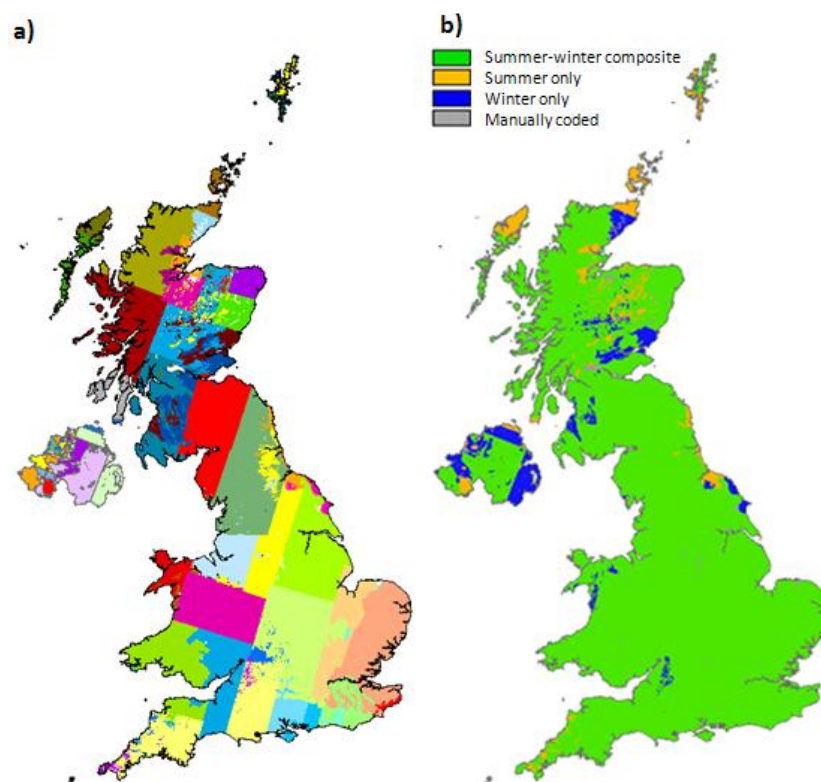 a)
b)
Summer-winter composite
Summer only
Winter only
Manually coded